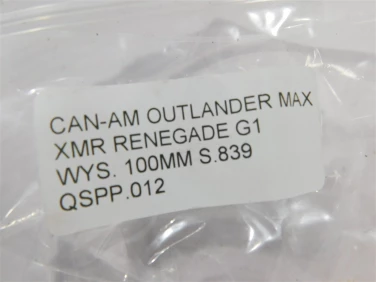 CAN-AM OUTLANDER MAX
XMR RENEGADE G1
WYS. 100MM S.839
QSPP.012